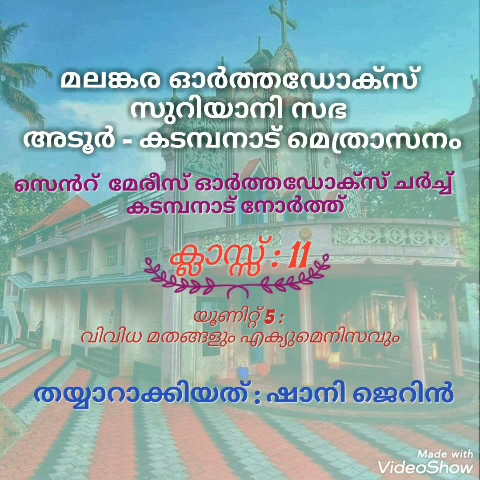 മലങ്കര ഓർത്തഡോക്സ്
സുറിയാനി സഭ
അടൂർ - കടമ്പനാട് മെത്രാസനം
സെൻറ് മേരീസ് ഓർത്തഡോക്സ് ചർച്ച്
കടമ്പനാട് നോർത്ത്
ക്ലാസ്സ് : 11
യൂണിറ്റ് 5 :
വിവിധ മതങ്ങളും എക്യുമെനിസവും
തയ്യാറാക്കിയത് : ഷാനി ജെറിൻ
Made with
VideoShow